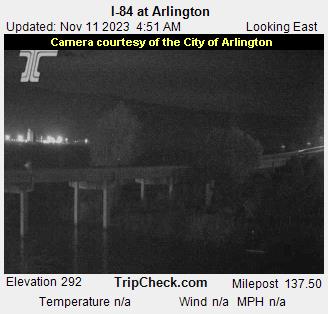 I-84 at Arlington
Updated: Nov 11 2023 4:51 AM Looking East
Camera courtesy of the City of Arlington
Elevation 292 TripCheck.com Milepost 137.50
Temperature n/a Wind n/a MPH n/a